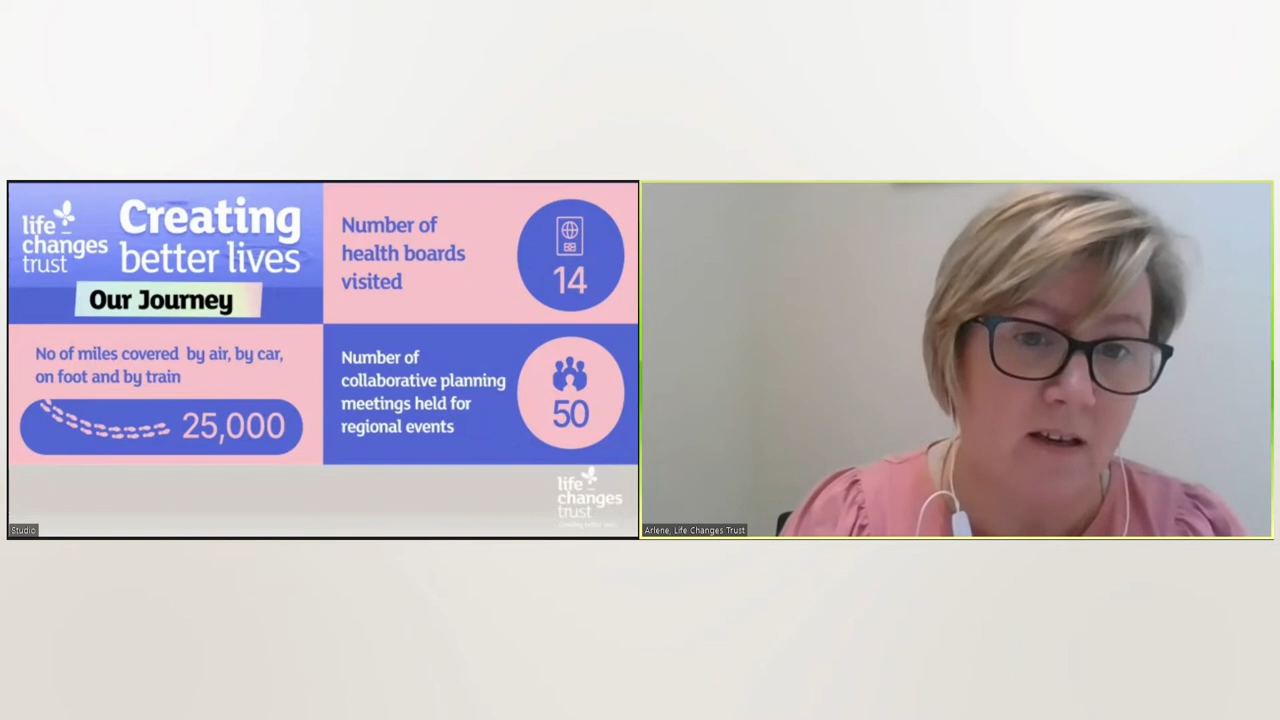 life
changes
trust
Creating
better lives
Our Journey
Number of
health boards
visited
14
No of miles covered by air, by car,
on foot and by train
25,000
Number of
collaborative planning
meetings held for
regional events
50
life
changes
trust
Studio
Arlene, Life Changes Trust